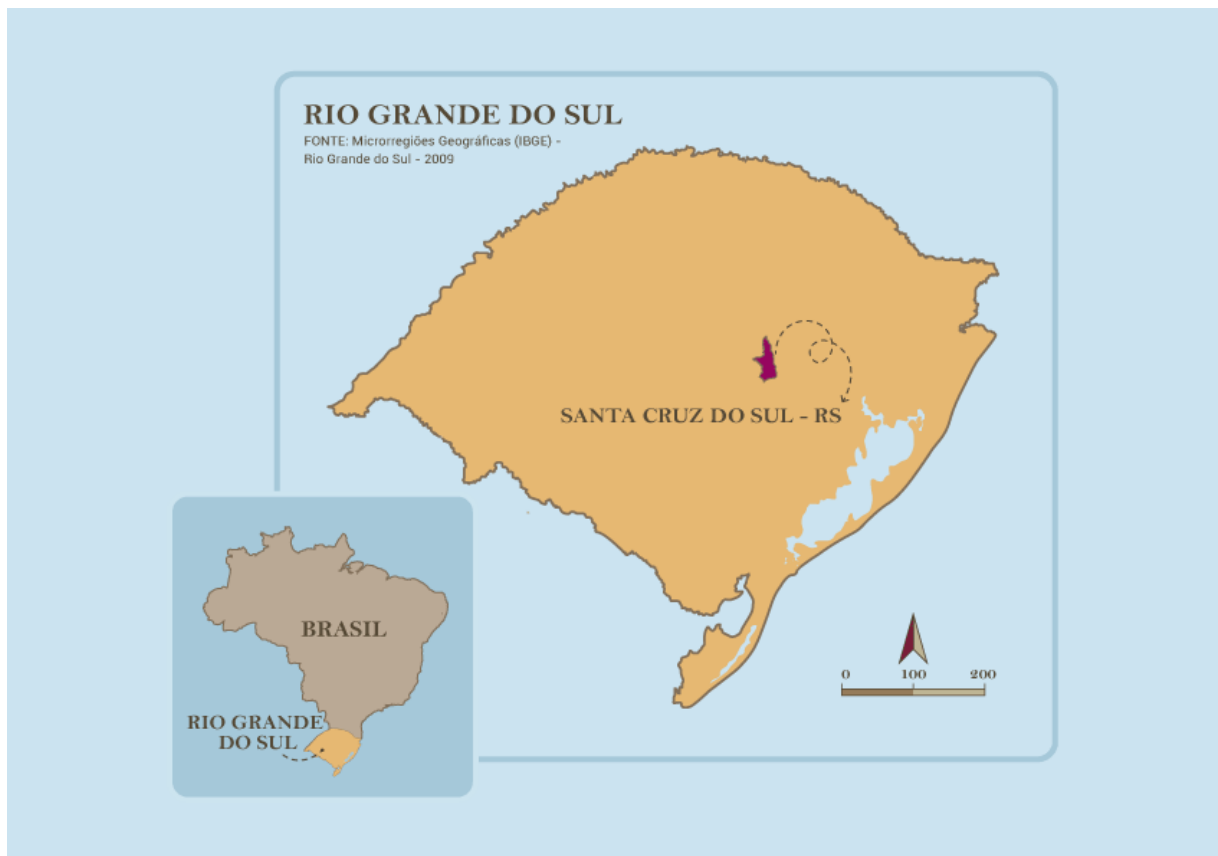 RIO GRANDE DO SUL
FONTE: Microrregiões Geográficas (IBGE) -
Rio Grande do Sul - 2009
SANTA CRUZ DO SUL - RS
BRASIL
RIO GRANDE
DO SUL
0 100 200